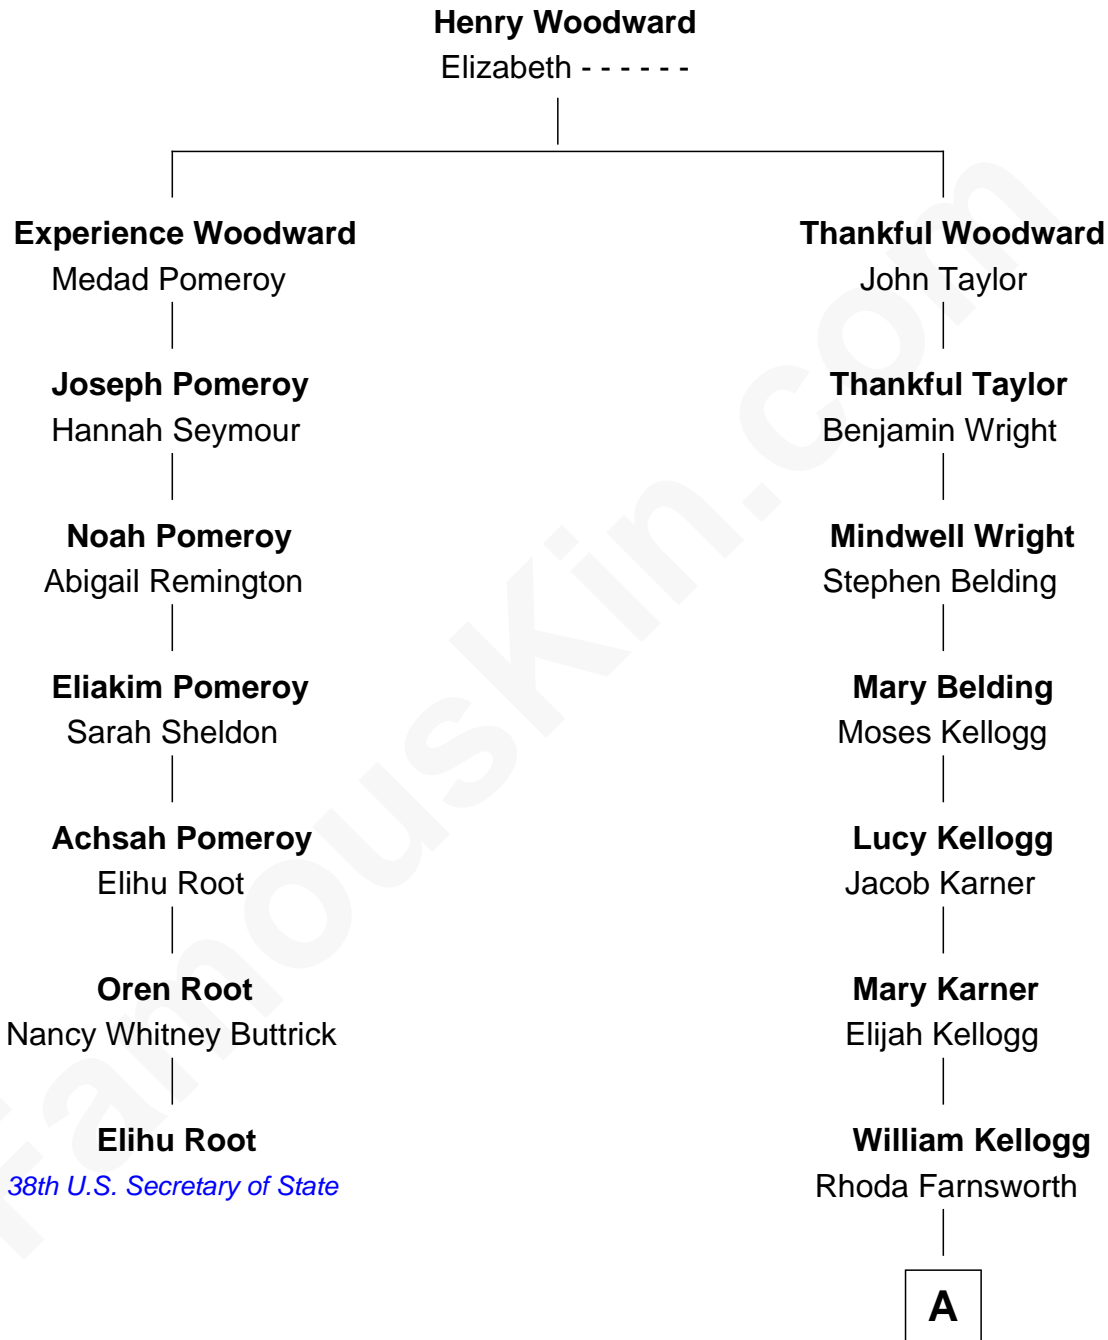 Henry Woodward
Elizabeth - - - - - -
Experience Woodward
Medad Pomeroy
Thankful Woodward
John Taylor
Joseph Pomeroy
Hannah Seymour
Thankful Taylor
Benjamin Wright
Noah Pomeroy
Abigail Remington
Mindwell Wright
Stephen Belding
Eliakim Pomeroy
Sarah Sheldon
Mary Belding
Moses Kellogg
Achsah Pomeroy
Elihu Root
Lucy Kellogg
Jacob Karner
Oren Root
Nancy Whitney Buttrick
Mary Karner
Elijah Kellogg
Elihu Root
38th U.S. Secretary of State
William Kellogg
Rhoda Farnsworth
A
FamousKin.com